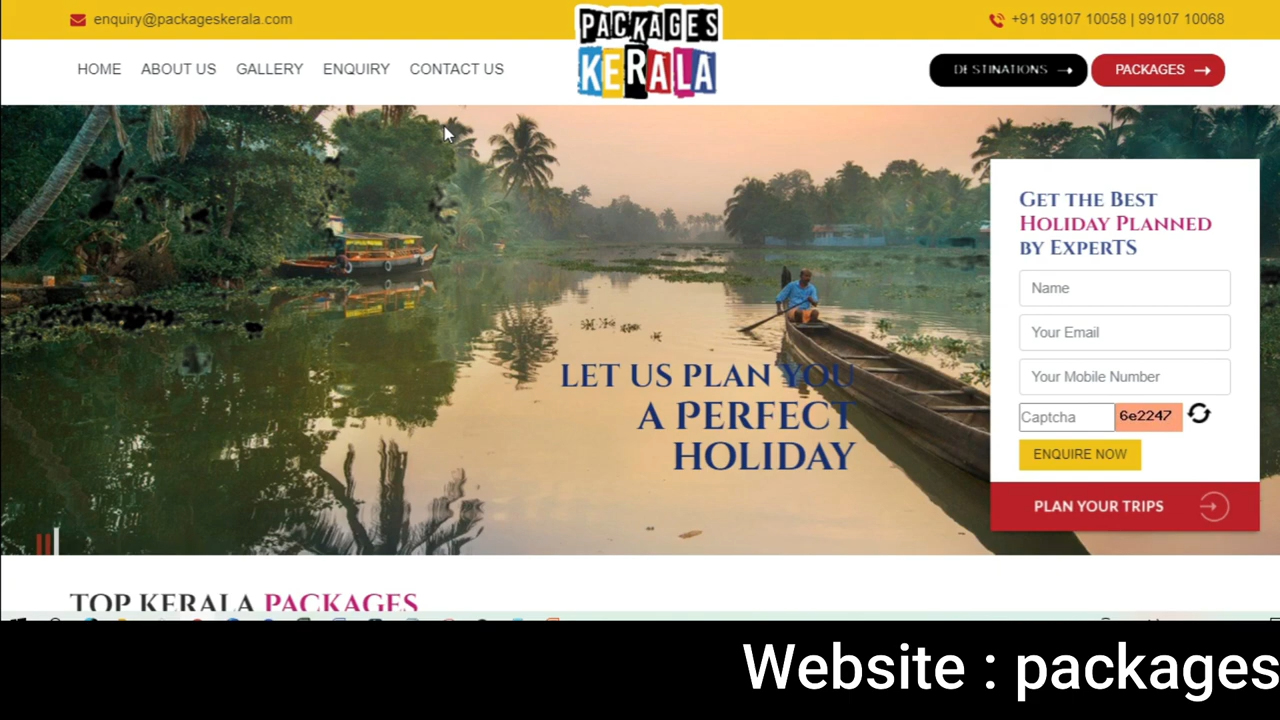 enquiry@packageskerala.com
PACKAGES
KERALA
+91 99107 10058 | 99107 10068
HOME ABOUT US GALLERY ENQUIRY CONTACT US
DESTINATIONS
PACKAGES
GET THE BEST
HOLIDAY PLANNED
BY EXPERTS
Name
Your Email
Your Mobile Number
Captcha 6e2247
ENQUIRE NOW
PLAN YOUR TRIPS
LET US PLAN YOU
A PERFECT
HOLIDAY
TOP KERALA PACKAGES
Website : packages